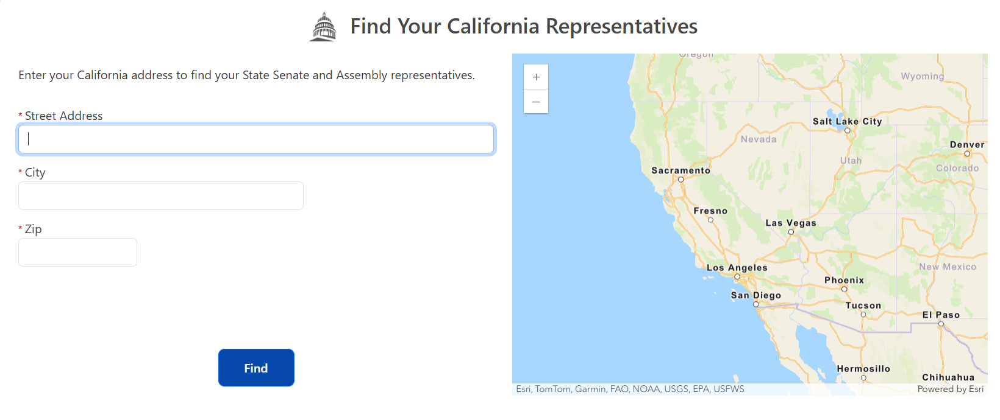 Find Your California Representatives
Enter your California address to find your State Senate and Assembly representatives.
* Street Address
* City
* Zip
Find
+
−
Oregon
Wyoming
Salt Lake City
Nevada
Denver
Utah
Colorado
Sacramento
Fresno
Las Vegas
Los Angeles
New Mexico
Phoenix
San Diego
Tucson
El Paso
Hermosillo
Chihuahua
Esri, TomTom, Garmin, FAO, NOAA, USGS, EPA, USFWS
Powered by Esri